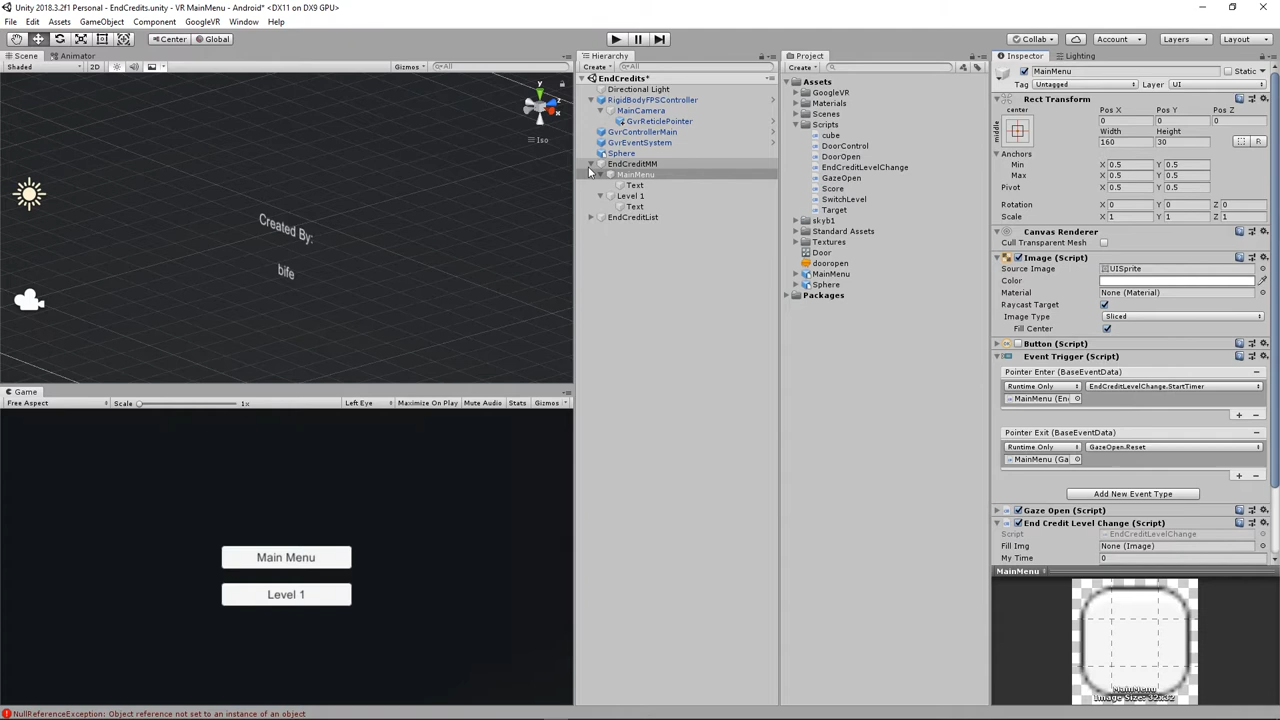 Unity 2018.3.2f1 Personal - EndCredits.unity - VR MainMenu - Android* <DX11 on DX9 GPU>
File Edit Assets GameObject Component GoogleVR Window Help
Center Global Collab Account Layers Layout
Scene Animator
Shaded 2D Gizmos All
y
Iso
Created By:
bife
Game
Free Aspect Scale 1x Left Eye Maximize On Play Mute Audio Stats Gizmos
Main Menu
Level 1
Hierarchy
Create All
EndCredits*
Directional Light
RigidBodyFPSController
MainCamera
GvrReticlePointer
GvrControllerMain
GvrEventSystem
Sphere
EndCreditMM
MainMenu
Text
Level 1
Text
EndCreditList
Project
Create
Assets
GoogleVR
Materials
Scenes
Scripts
cube
DoorControl
DoorOpen
EndCreditLevelChange
GazeOpen
Score
SwitchLevel
Target
skyb1
Standard Assets
Textures
Door
dooropen
MainMenu
Sphere
Packages
Inspector Lighting
MainMenu Static
Tag Untagged Layer UI
Rect Transform
center Pos X Pos Y Pos Z
middle 0 0 0
Width Height
160 30
R
Anchors
Min X 0.5 Y 0.5
Max X 0.5 Y 0.5
Pivot X 0.5 Y 0.5
Rotation X 0 Y 0 Z 0
Scale X 1 Y 1 Z 1
Canvas Renderer
Cull Transparent Mesh
Image (Script)
Source Image UISprite
Color
Material None (Material)
Raycast Target
Image Type Sliced
Fill Center
Button (Script)
Event Trigger (Script)
Pointer Enter (BaseEventData)
Runtime Only EndCreditLevelChange.StartTimer
MainMenu (En
Pointer Exit (BaseEventData)
Runtime Only GazeOpen.Reset
MainMenu (Ga
Add New Event Type
Gaze Open (Script)
End Credit Level Change (Script)
Script EndCreditLevelChange
Fill Img None (Image)
My Time 0
MainMenu
MainMenu
Image Size: 32x32
NullReferenceException: Object reference not set to an instance of an object